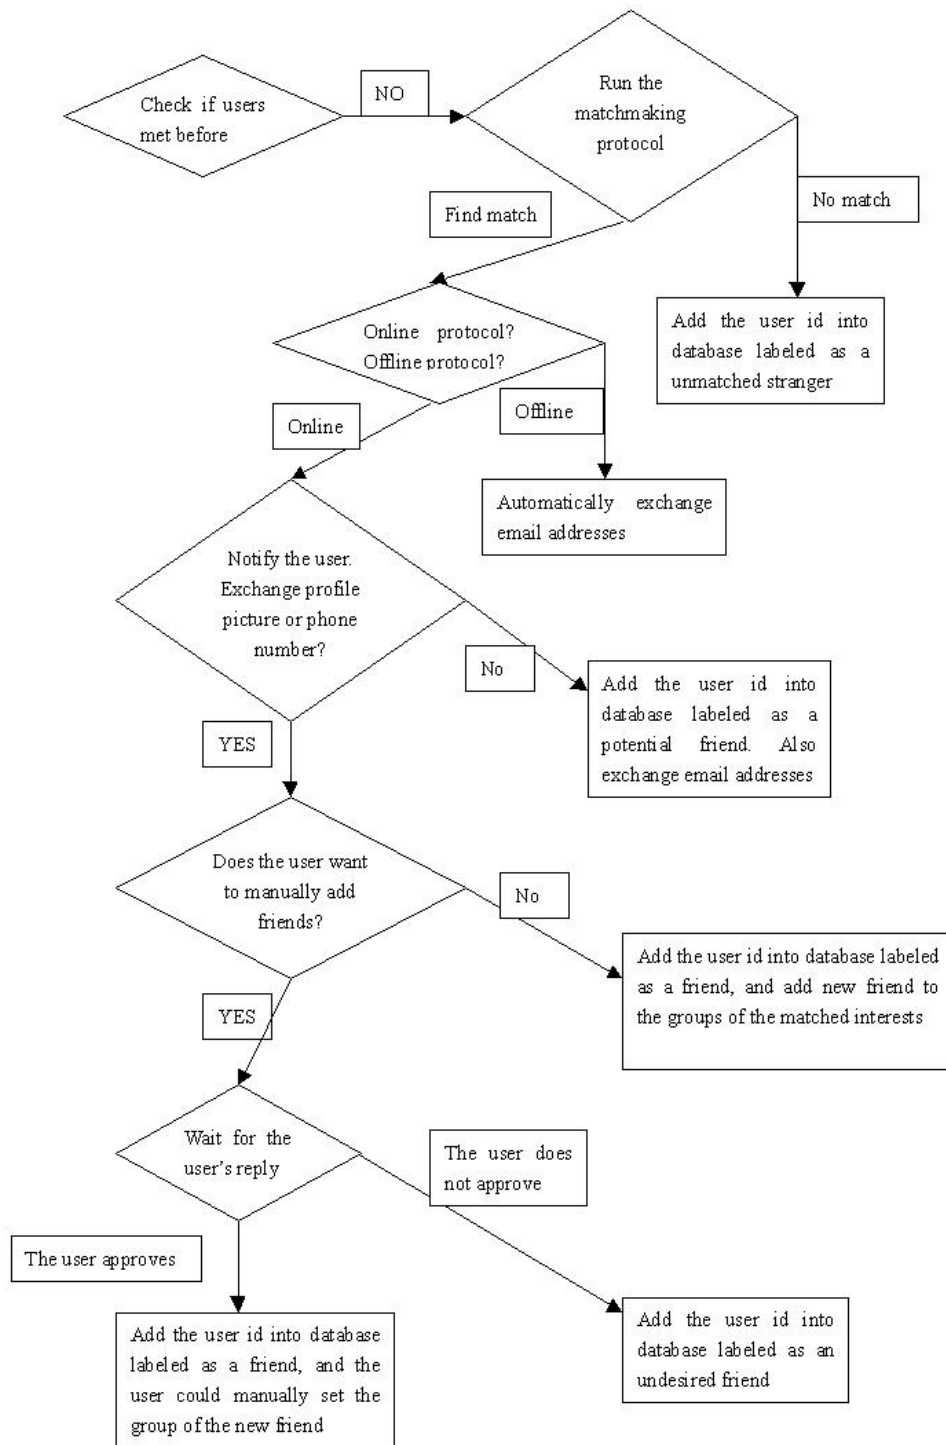 Check if users
met before
NO
Run the
matchmaking
protocol
Find match
No match
Online protocol?
Offline protocol?
Add the user id into
database labeled as a
unmatched stranger
Online
Offline
Automatically exchange
email addresses
Notify the user.
Exchange profile
picture or phone
number?
No
Add the user id into
database labeled as a
potential friend. Also
exchange email addresses
YES
Does the user want
to manually add
friends?
No
Add the user id into database labeled
as a friend, and add new friend to
the groups of the matched interests
YES
Wait for the
user's reply
The user does
not approve
The user approves
Add the user id into database
labeled as a friend, and the
user could manually set the
group of the new friend
Add the user id into
database labeled as an
undesired friend